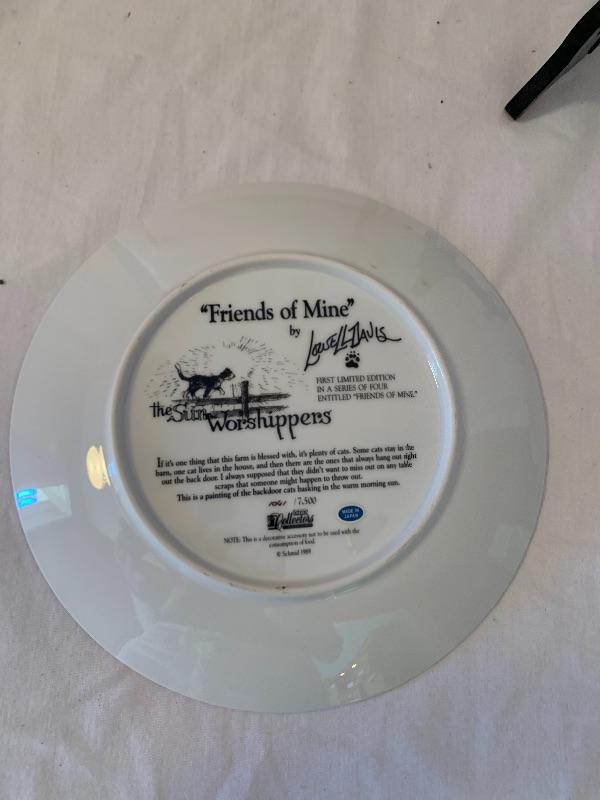 "Friends of Mine"
by Lowell Davis
FIRST LIMITED EDITION
IN A SERIES OF FOUR
ENTITLED "FRIENDS OF MINE."
the Sun Worshippers
If it's one thing that this farm is blessed with, it's plenty of cats. Some cats stay in the
barn, one cat lives in the house, and then there are the ones that always hang out right
out the back door. I always supposed that they didn't want to miss out on any table
scraps that someone might happen to throw out.
This is a painting of the backdoor cats basking in the warm morning sun.
/7,500
Schmid
Collectors
MADE IN
JAPAN
NOTE: This is a decorative accessory not to be used with the
consumption of food.
© Schmid 1989